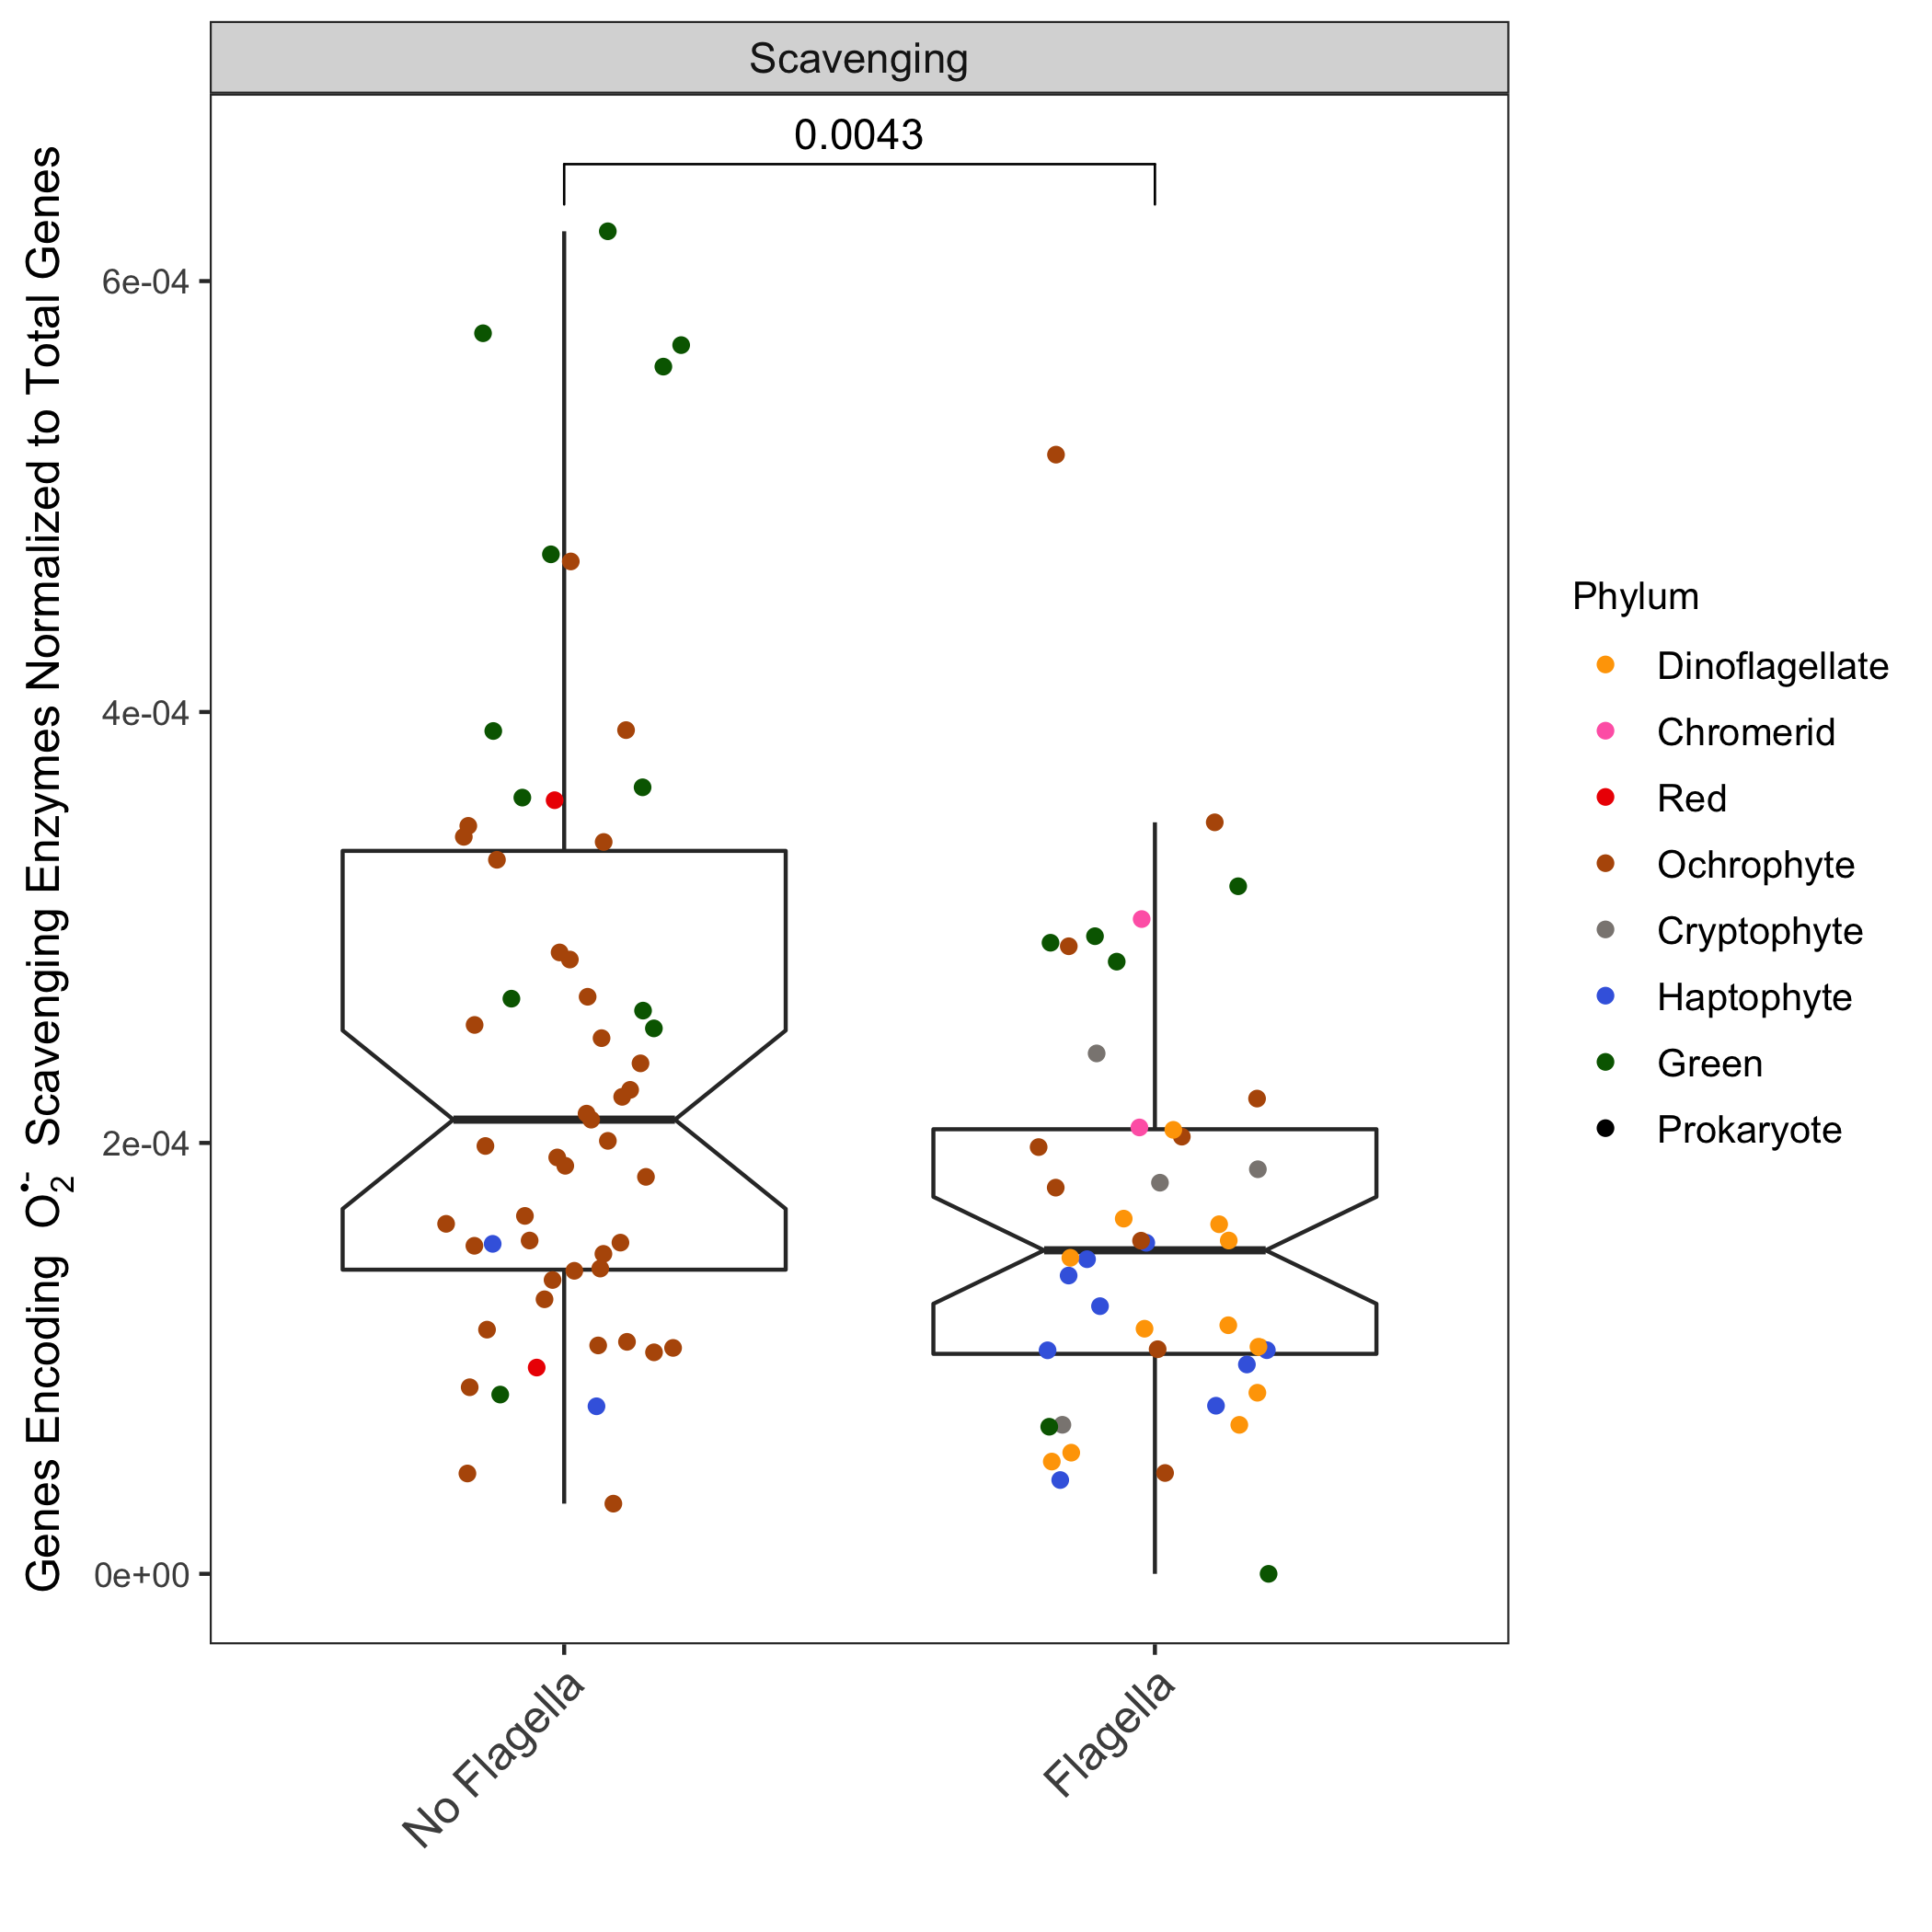 Scavenging
0.0043
Genes Encoding O₂•⁻ Scavenging Enzymes Normalized to Total Genes
6e-04
4e-04
2e-04
0e+00
No Flagella
Flagella
Phylum
Dinoflagellate
Chromerid
Red
Ochrophyte
Cryptophyte
Haptophyte
Green
Prokaryote